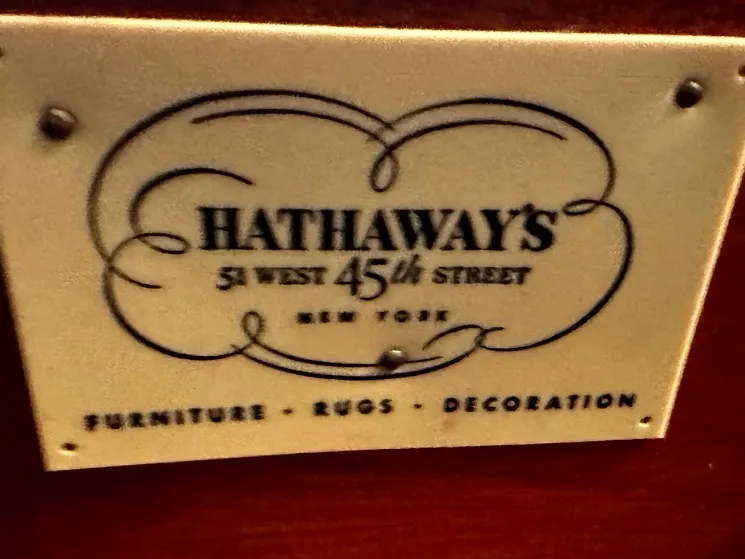 HATHAWAY'S
51 WEST 45th STREET
NEW YORK
FURNITURE - RUGS - DECORATION